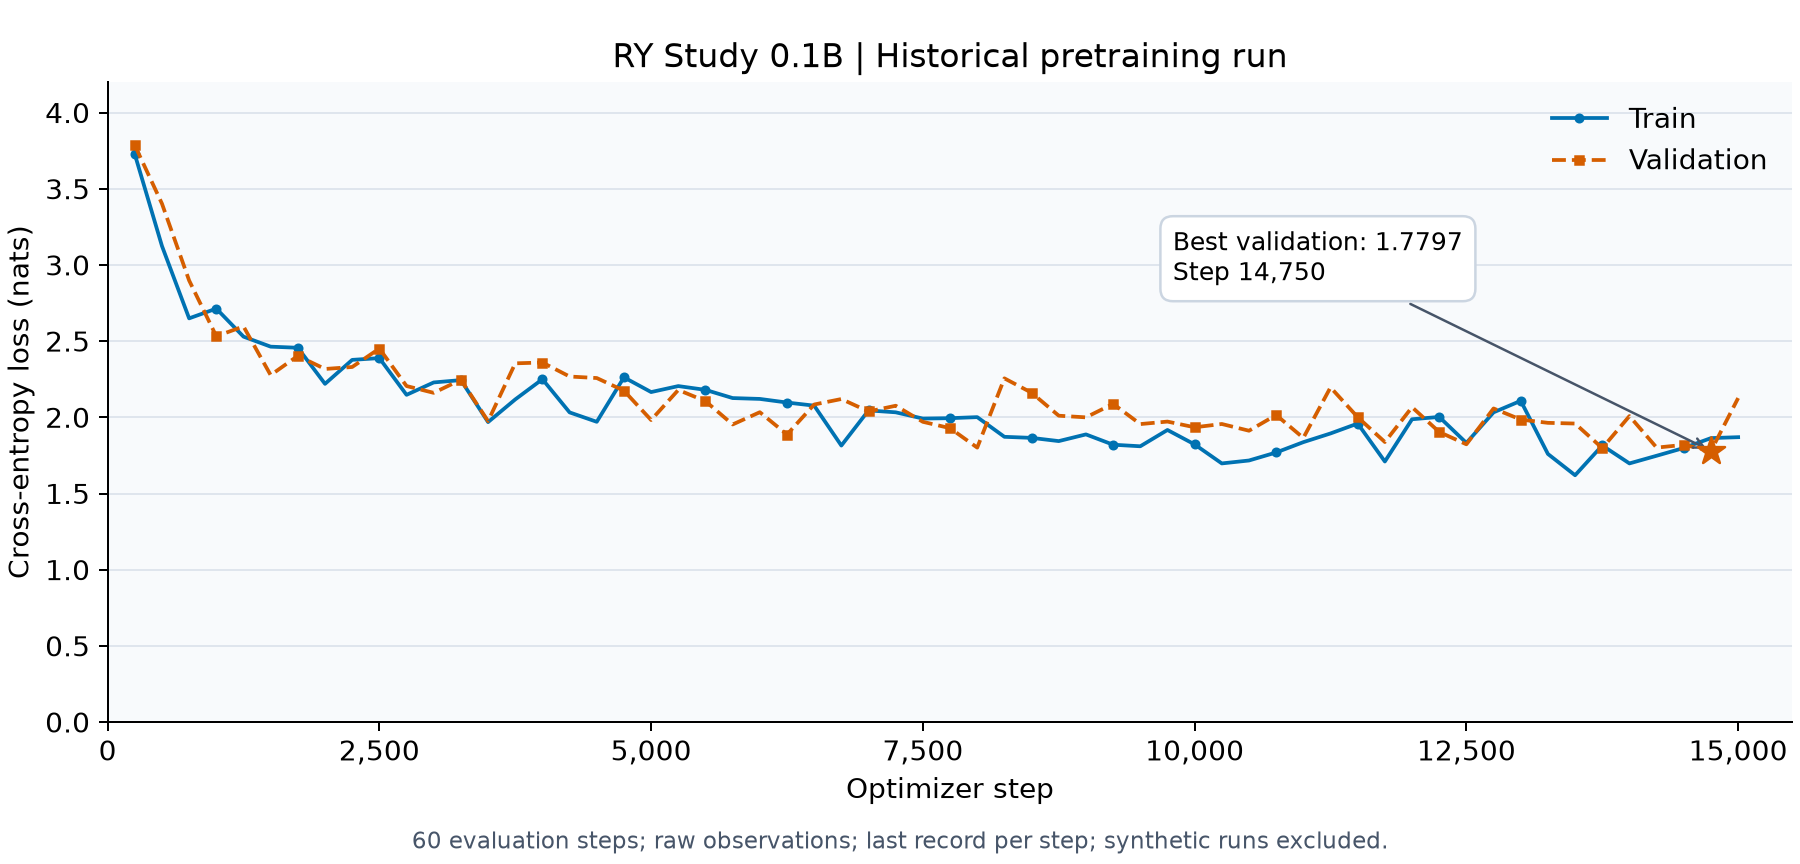 RY Study 0.1B | Historical pretraining run
Train
Validation
Best validation: 1.7797
Step 14,750
Cross-entropy loss (nats)
4.0
3.5
3.0
2.5
2.0
1.5
1.0
0.5
0.0
0 2,500 5,000 7,500 10,000 12,500 15,000
Optimizer step
60 evaluation steps; raw observations; last record per step; synthetic runs excluded.